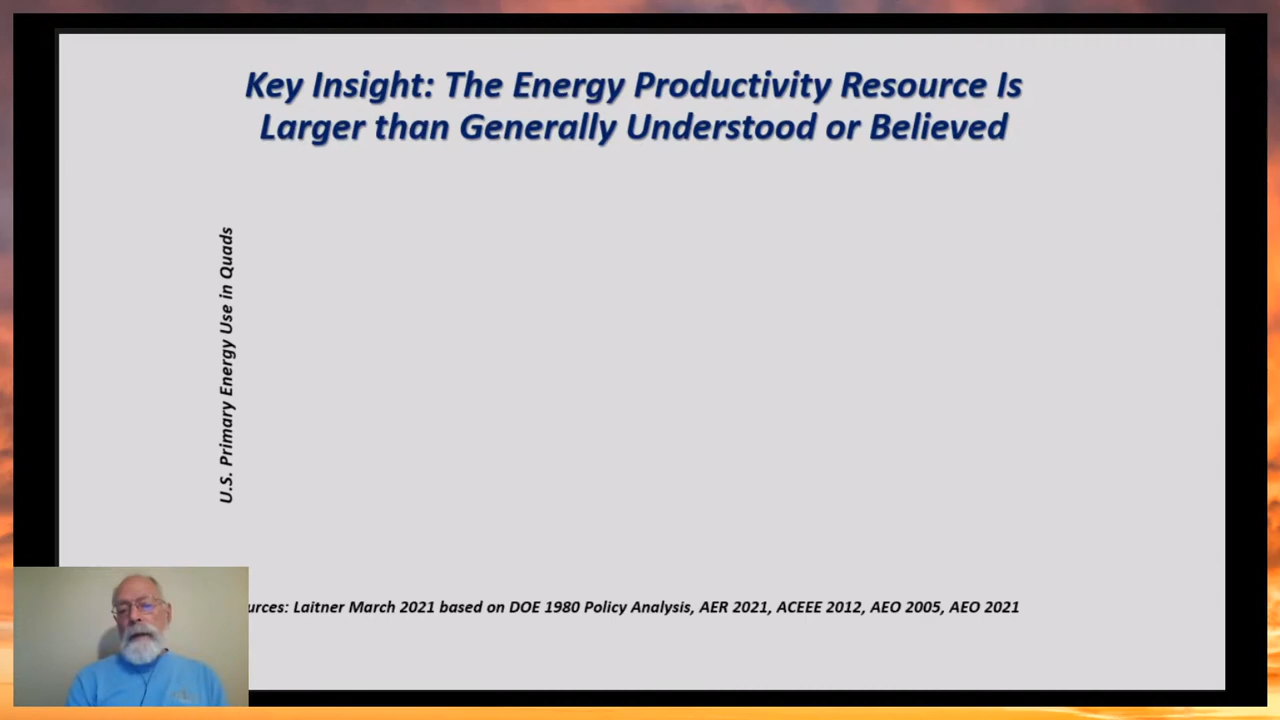 Key Insight: The Energy Productivity Resource Is
Larger than Generally Understood or Believed
U.S. Primary Energy Use in Quads
urces: Laitner March 2021 based on DOE 1980 Policy Analysis, AER 2021, ACEEE 2012, AEO 2005, AEO 2021